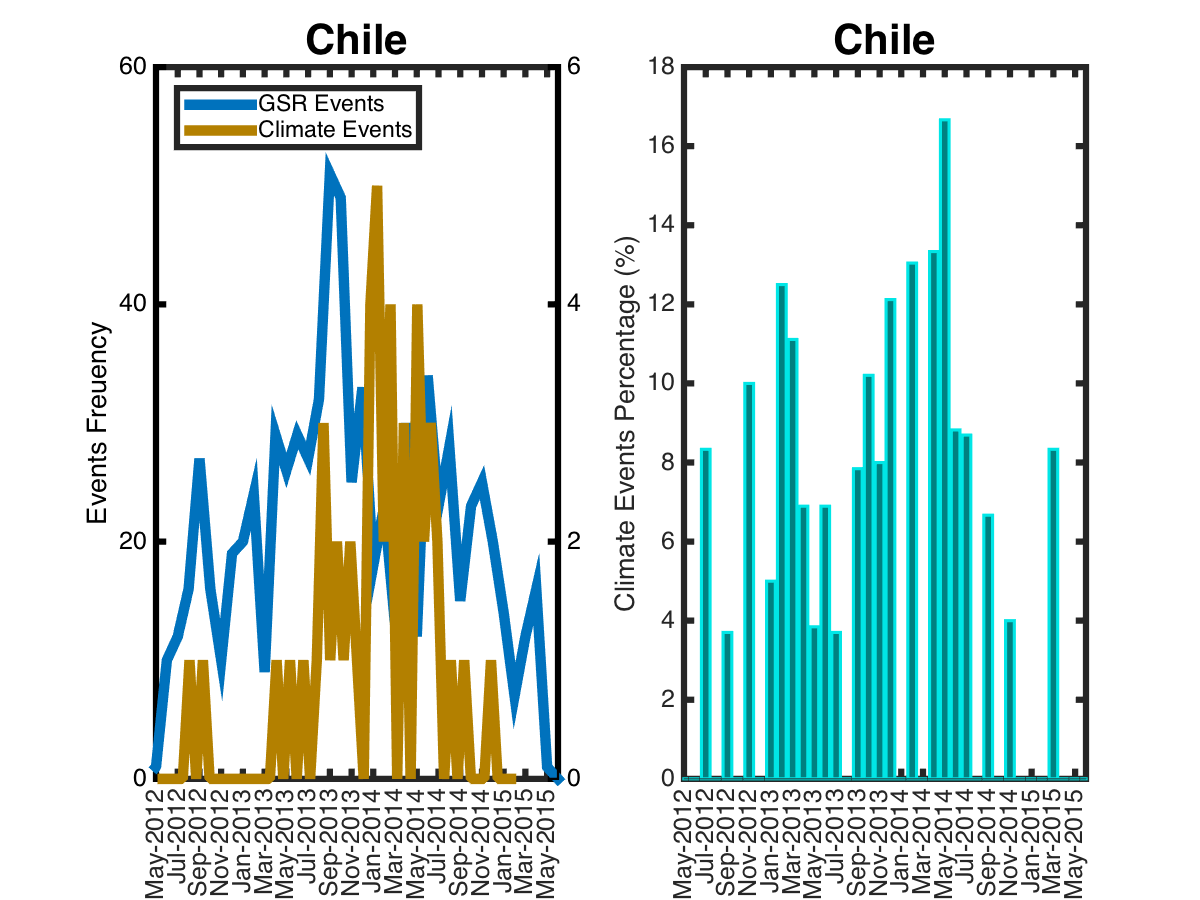 Chile
60
40
20
0
Events Freuency
6
4
2
0
GSR Events
Climate Events
May-2012
Jul-2012
Sep-2012
Nov-2012
Jan-2013
Mar-2013
May-2013
Jul-2013
Sep-2013
Nov-2013
Jan-2014
Mar-2014
May-2014
Jul-2014
Sep-2014
Nov-2014
Jan-2015
Mar-2015
May-2015
Chile
18
16
14
12
10
8
6
4
2
0
Climate Events Percentage (%)
May-2012
Jul-2012
Sep-2012
Nov-2012
Jan-2013
Mar-2013
May-2013
Jul-2013
Sep-2013
Nov-2013
Jan-2014
Mar-2014
May-2014
Jul-2014
Sep-2014
Nov-2014
Jan-2015
Mar-2015
May-2015